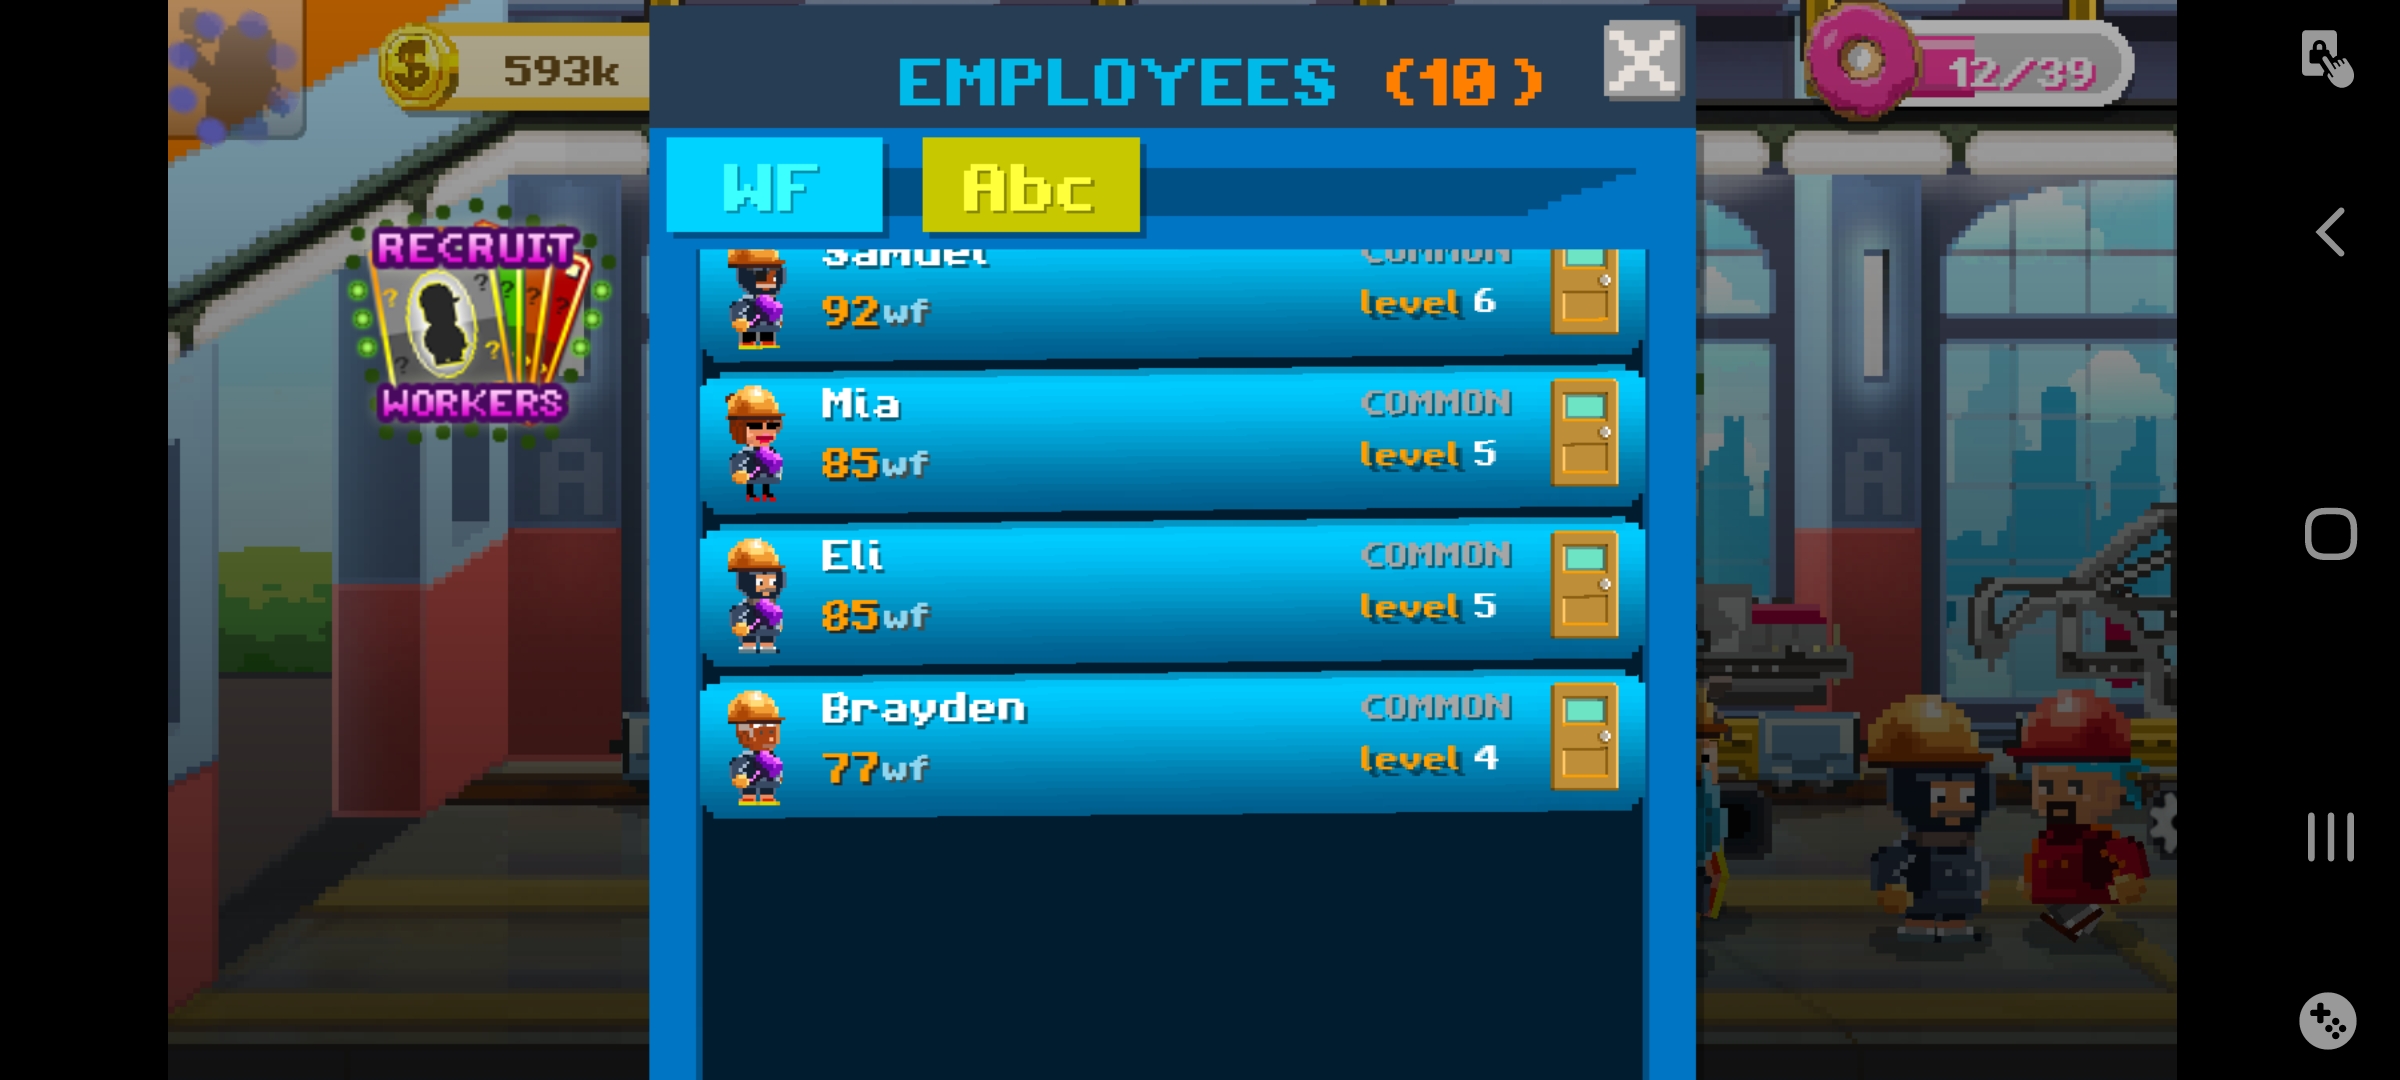 593k
EMPLOYEES (10)
12/39
WF
Abc
RECRUIT
WORKERS
Samuel
COMMON
92wf
level 6
Mia
COMMON
85wf
level 5
Eli
COMMON
85wf
level 5
Brayden
COMMON
77wf
level 4
A
A